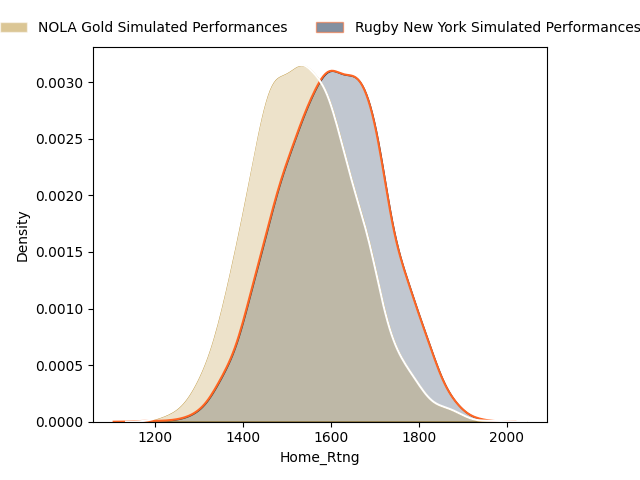 NOLA Gold Simulated Performances
Rugby New York Simulated Performances
0.0030
0.0025
0.0020
0.0015
0.0010
0.0005
0.0000
Density
1200 1400 1600 1800 2000
Home_Rtng